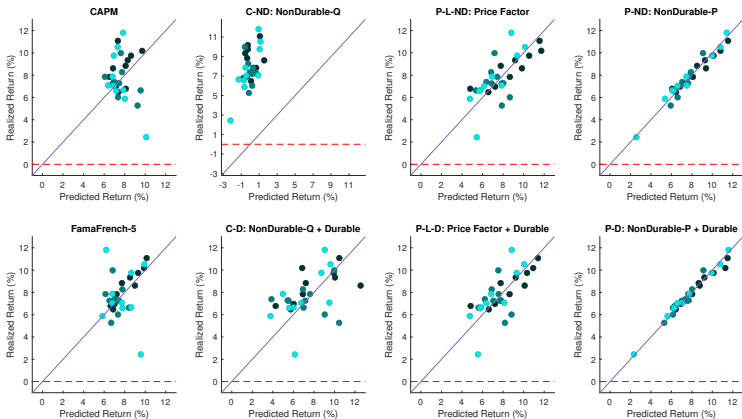 CAPM
12
10
8
6
4
2
0
Realized Return (%)
0 2 4 6 8 10 12
Predicted Return (%)
C-ND: NonDurable-Q
11
9
7
5
3
1
-1
-3
Realized Return (%)
-3 -1 1 3 5 7 9 11
Predicted Return (%)
P-L-ND: Price Factor
12
10
8
6
4
2
0
Realized Return (%)
0 2 4 6 8 10 12
Predicted Return (%)
P-ND: NonDurable-P
12
10
8
6
4
2
0
Realized Return (%)
0 2 4 6 8 10 12
Predicted Return (%)
FamaFrench-5
12
10
8
6
4
2
0
Realized Return (%)
0 2 4 6 8 10 12
Predicted Return (%)
C-D: NonDurable-Q + Durable
12
10
8
6
4
2
0
Realized Return (%)
0 2 4 6 8 10 12
Predicted Return (%)
P-L-D: Price Factor + Durable
12
10
8
6
4
2
0
Realized Return (%)
0 2 4 6 8 10 12
Predicted Return (%)
P-D: NonDurable-P + Durable
12
10
8
6
4
2
0
Realized Return (%)
0 2 4 6 8 10 12
Predicted Return (%)